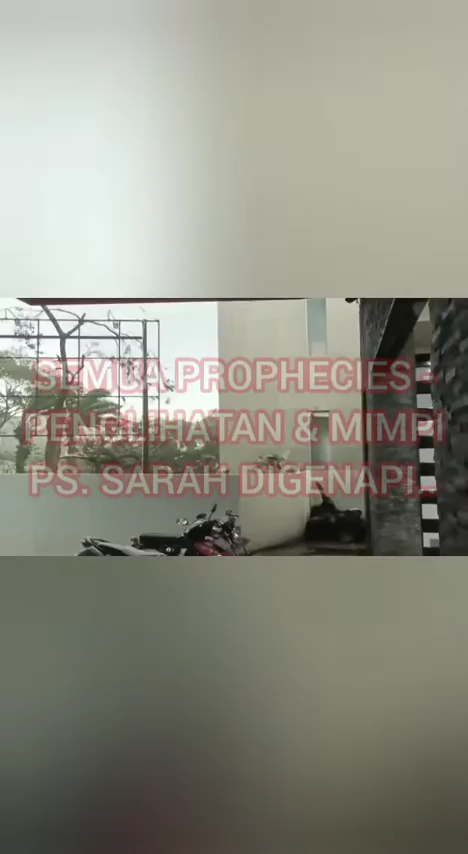 SEMUA PROPHECIES -
PENGLIHATAN & MIMPI
PS. SARAH DIGENAPI...